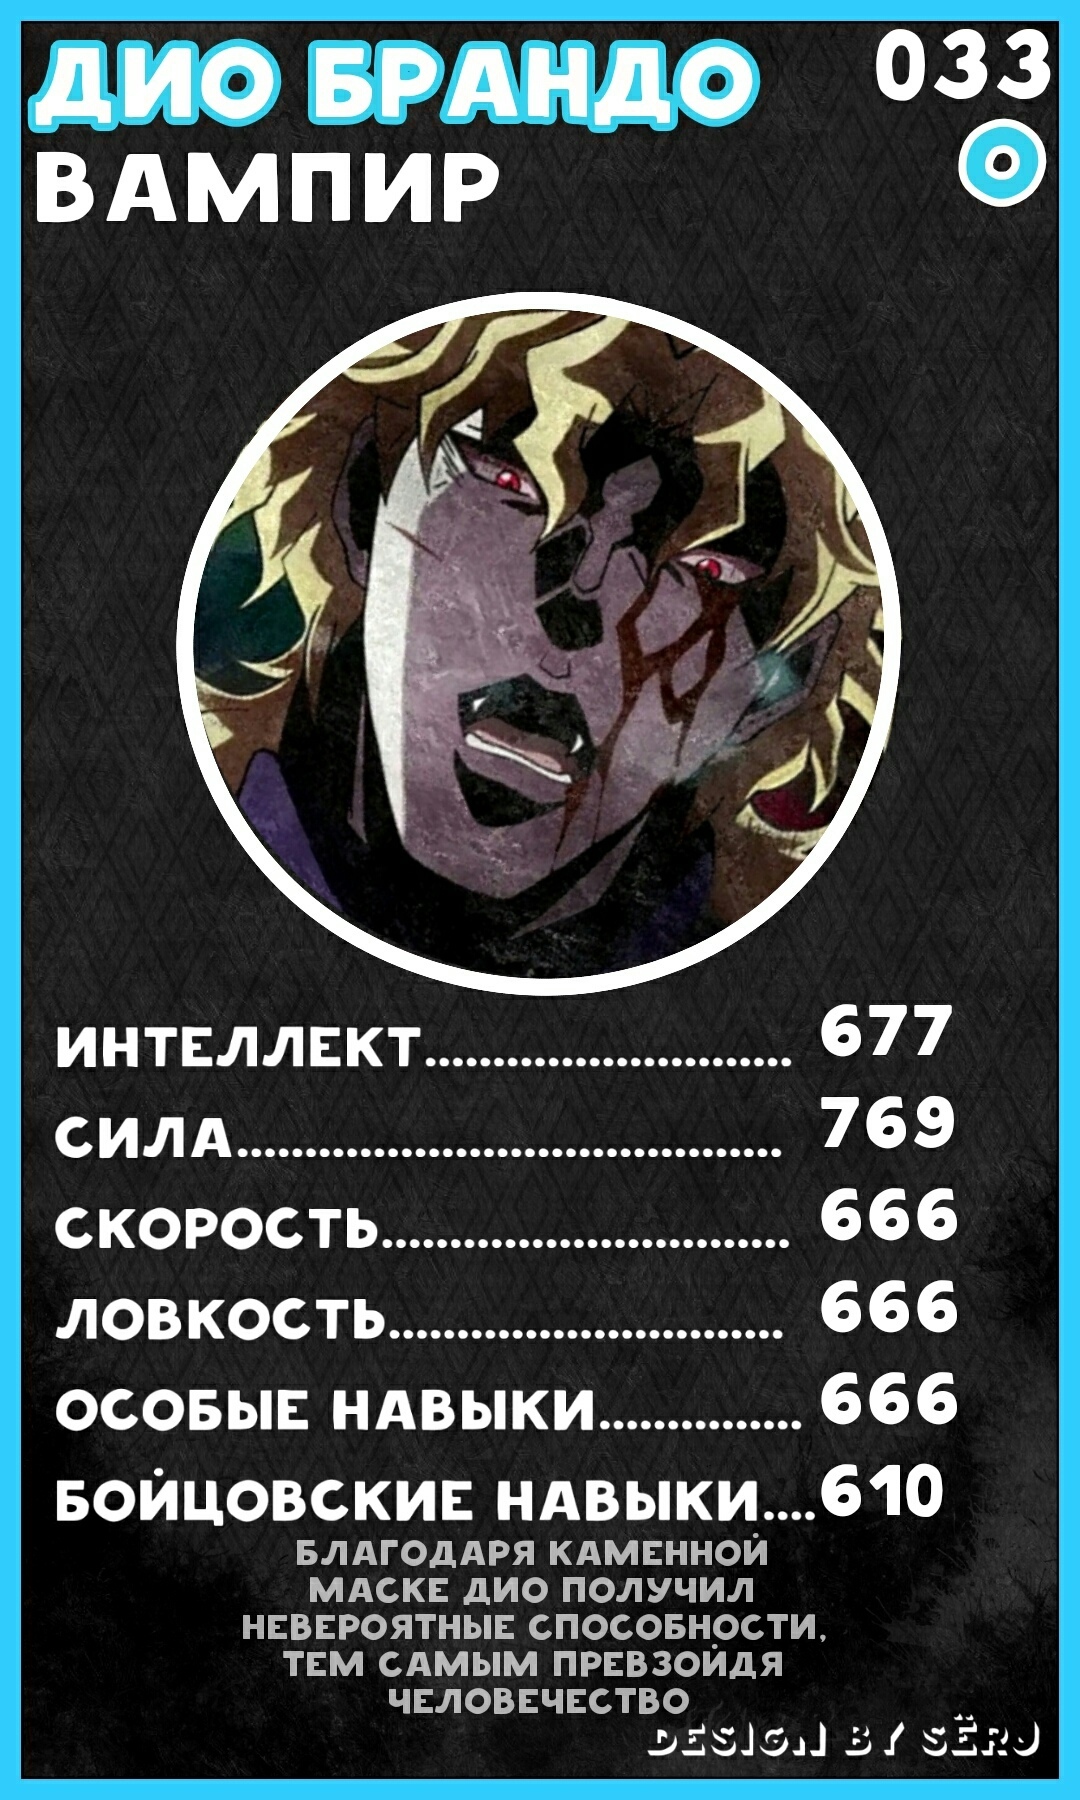 ДИО БРАНДО
033
ВАМПИР
О
ИНТЕЛЛЕКТ........................... 677
СИЛА........................................ 769
СКОРОСТЬ.............................. 666
ЛОВКОСТЬ............................. 666
ОСОБЫЕ НАВЫКИ............... 666
БОЙЦОВСКИЕ НАВЫКИ.... 610
БЛАГОДАРЯ КАМЕННОЙ
МАСКЕ ДИО ПОЛУЧИЛ
НЕВЕРОЯТНЫЕ СПОСОБНОСТИ,
ТЕМ САМЫМ ПРЕВЗОЙДЯ
ЧЕЛОВЕЧЕСТВО
DESIGN BY SËRJ